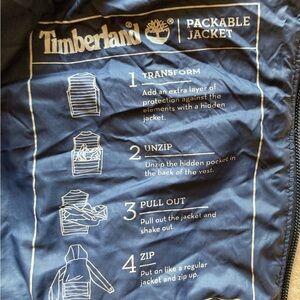 Timberland®
PACKABLE
JACKET
1 TRANSFORM
Add an extra layer of
protection against the
elements with a hidden
jacket.
2 UNZIP
Unzip the hidden pocket in
the back of the vest.
3 PULL OUT
Pull out the jacket and
shake out.
4 ZIP
Put on like a regular
jacket and zip up.